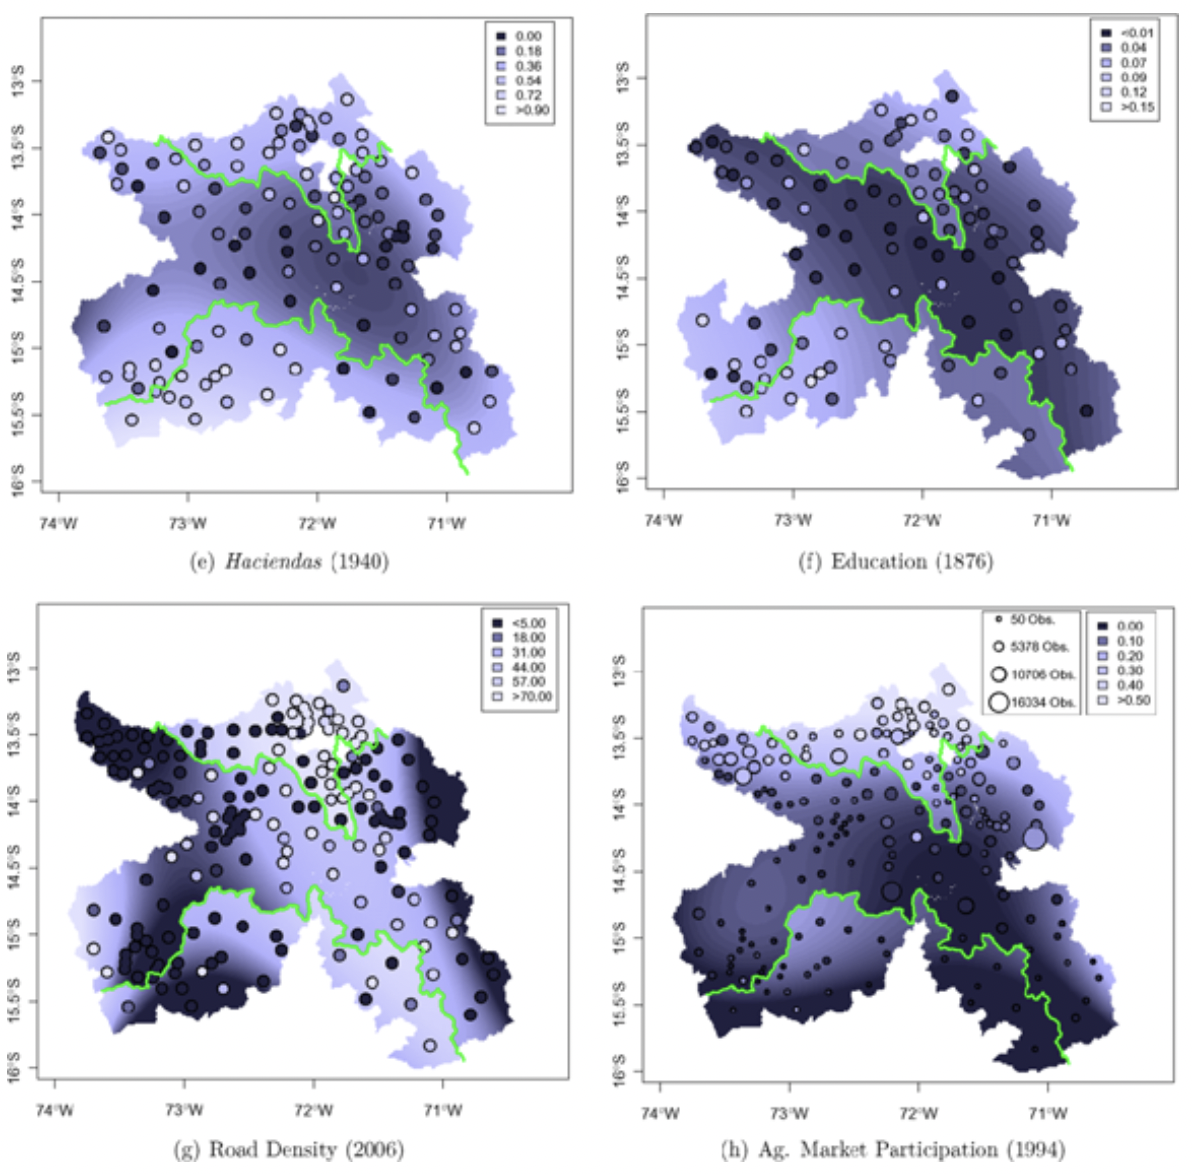 0.00
0.18
0.36
0.54
0.72
>0.90
13°S
13.5°S
14°S
14.5°S
15°S
15.5°S
16°S
74°W
73°W
72°W
71°W
(e) Haciendas (1940)
<0.01
0.04
0.07
0.09
0.12
>0.15
13°S
13.5°S
14°S
14.5°S
15°S
15.5°S
16°S
74°W
73°W
72°W
71°W
(f) Education (1876)
<5.00
18.00
31.00
44.00
57.00
>70.00
13°S
13.5°S
14°S
14.5°S
15°S
15.5°S
16°S
74°W
73°W
72°W
71°W
(g) Road Density (2006)
50 Obs.
5378 Obs.
10706 Obs.
16034 Obs.
0.00
0.10
0.20
0.30
0.40
>0.50
13°S
13.5°S
14°S
14.5°S
15°S
15.5°S
16°S
74°W
73°W
72°W
71°W
(h) Ag. Market Participation (1994)